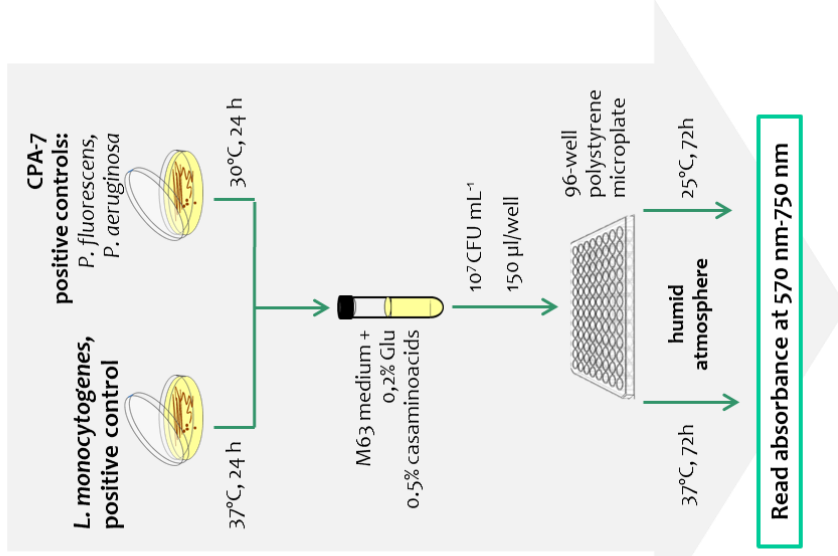 L. monocytogenes,
positive control
CPA-7
positive controls:
P. fluorescens,
P. aeruginosa
37°C, 24 h
30°C, 24 h
M63 medium +
0,2% Glu
0.5% casaminoacids
10⁷ CFU mL⁻¹
150 µl/well
96-well
polystyrene
microplate
37°C, 72h
humid
atmosphere
25°C, 72h
Read absorbance at 570 nm-750 nm